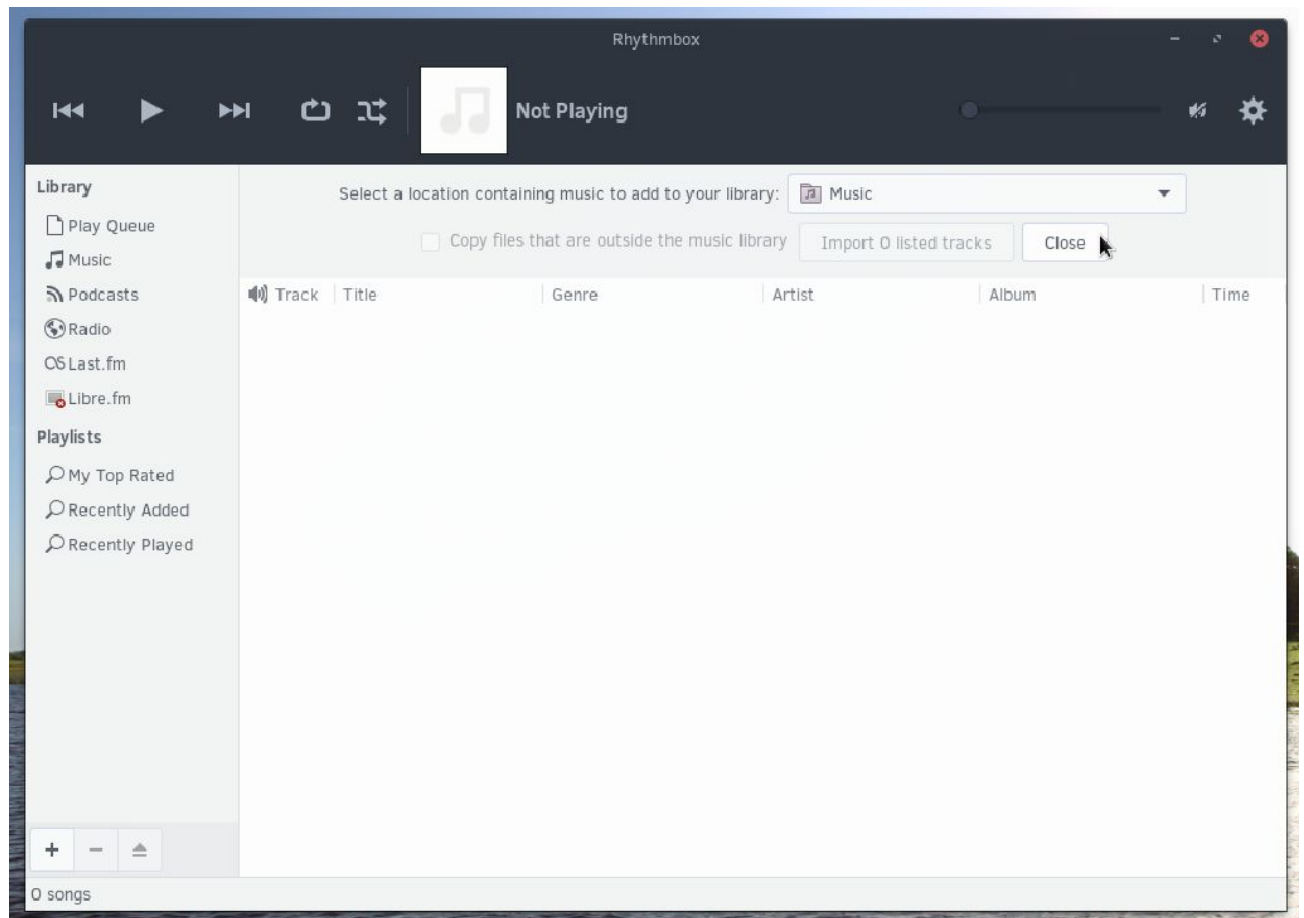 Rhythmbox
Not Playing
Library
Play Queue
Music
Podcasts
Radio
Last.fm
Libre.fm
Playlists
My Top Rated
Recently Added
Recently Played
Select a location containing music to add to your library: Music
Copy files that are outside the music library Import 0 listed tracks Close
Track Title Genre Artist Album Time
0 songs